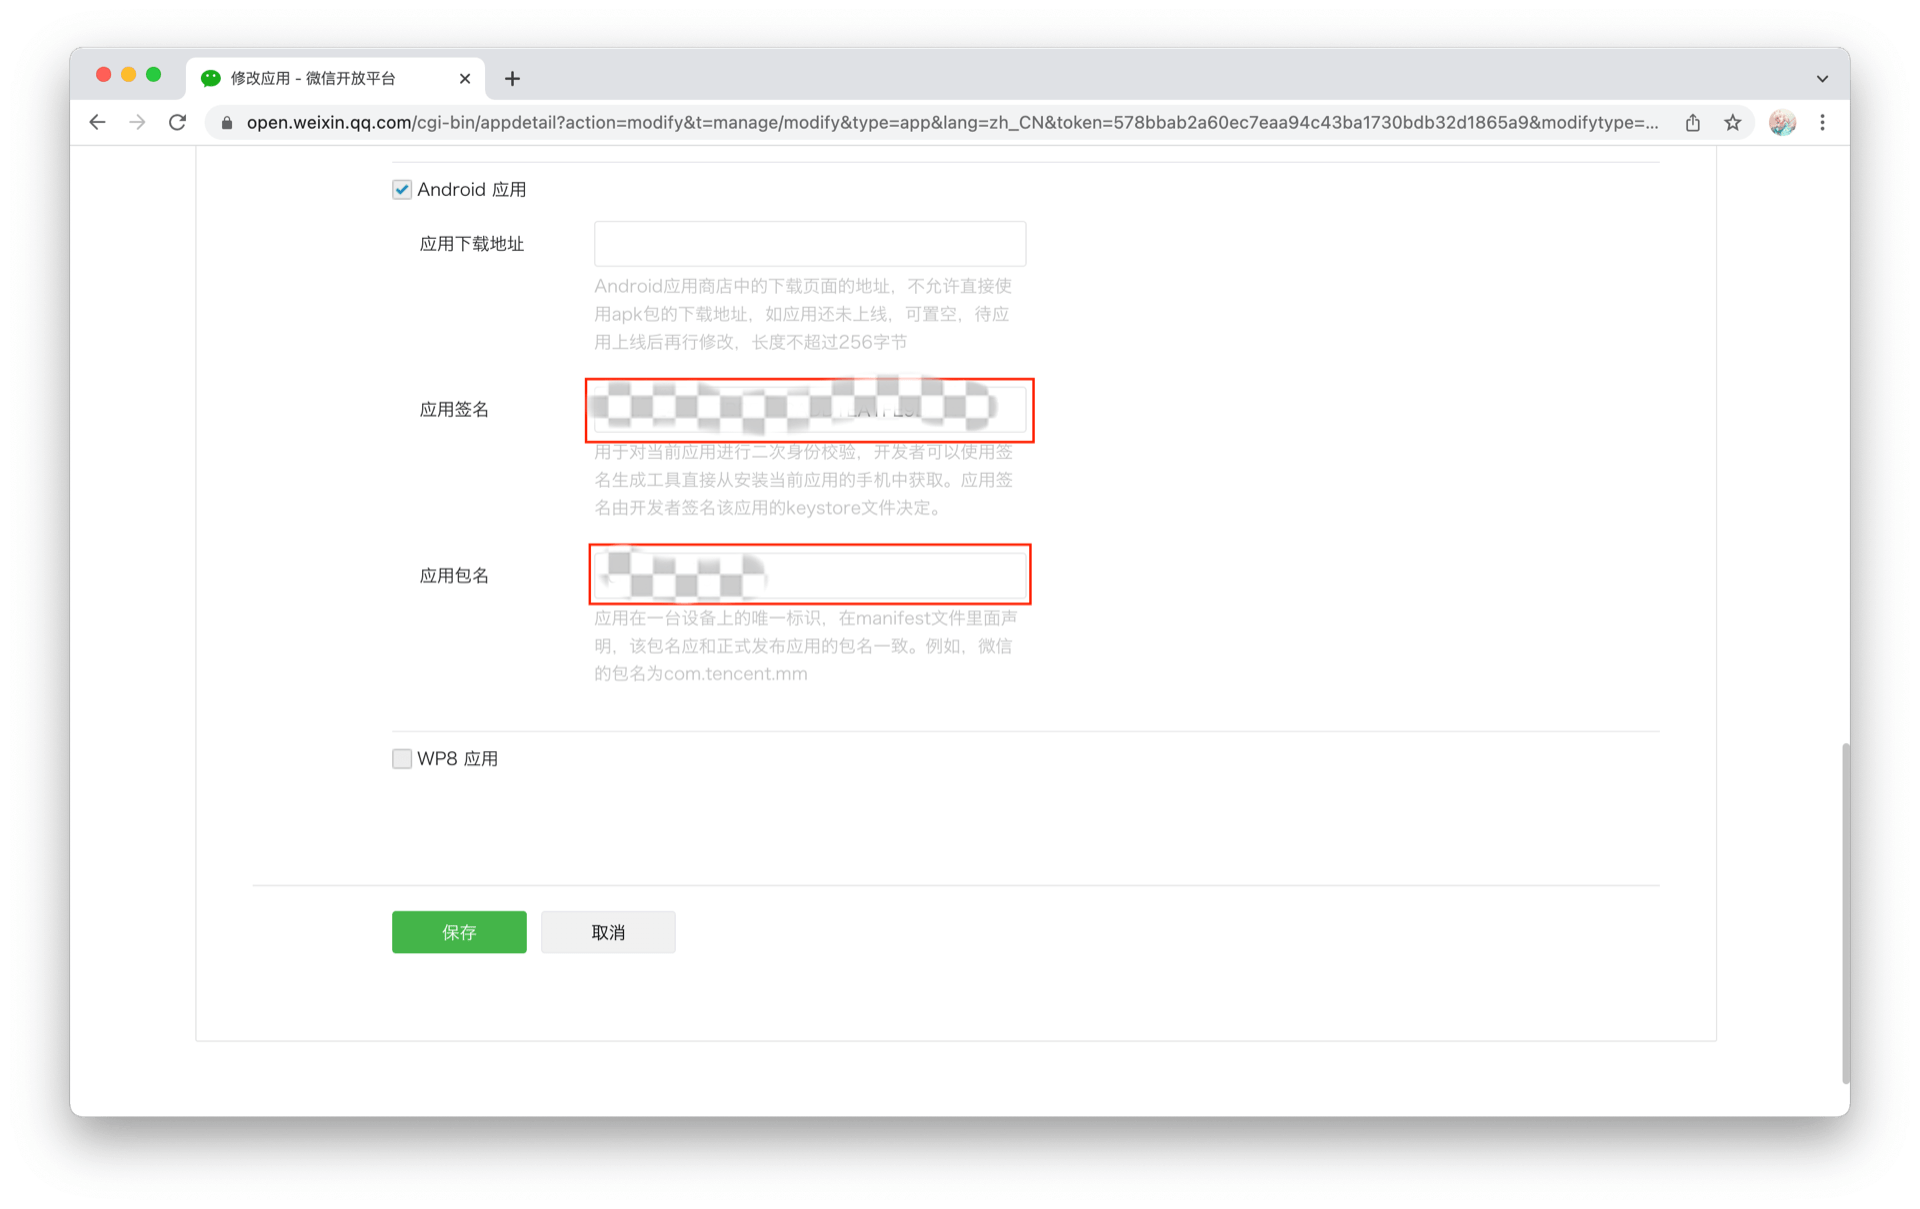 修改应用 - 微信开放平台
open.weixin.qq.com/cgi-bin/appdetail?action=modify&t=manage/modify&type=app&lang=zh_CN&token=578bbab2a60ec7eaa94c43ba1730bdb32d1865a9&modifytype=...
Android 应用
应用下载地址
Android应用商店中的下载页面的地址，不允许直接使
用apk包的下载地址，如应用还未上线，可置空，待应
用上线后再行修改，长度不超过256字节
应用签名
用于对当前应用进行二次身份校验，开发者可以使用签
名生成工具直接从安装当前应用的手机中获取。应用签
名由开发者签名该应用的keystore文件决定。
应用包名
应用在一台设备上的唯一标识，在manifest文件里面声
明，该包名应和正式发布应用的包名一致。例如，微信
的包名为com.tencent.mm
WP8 应用
保存
取消